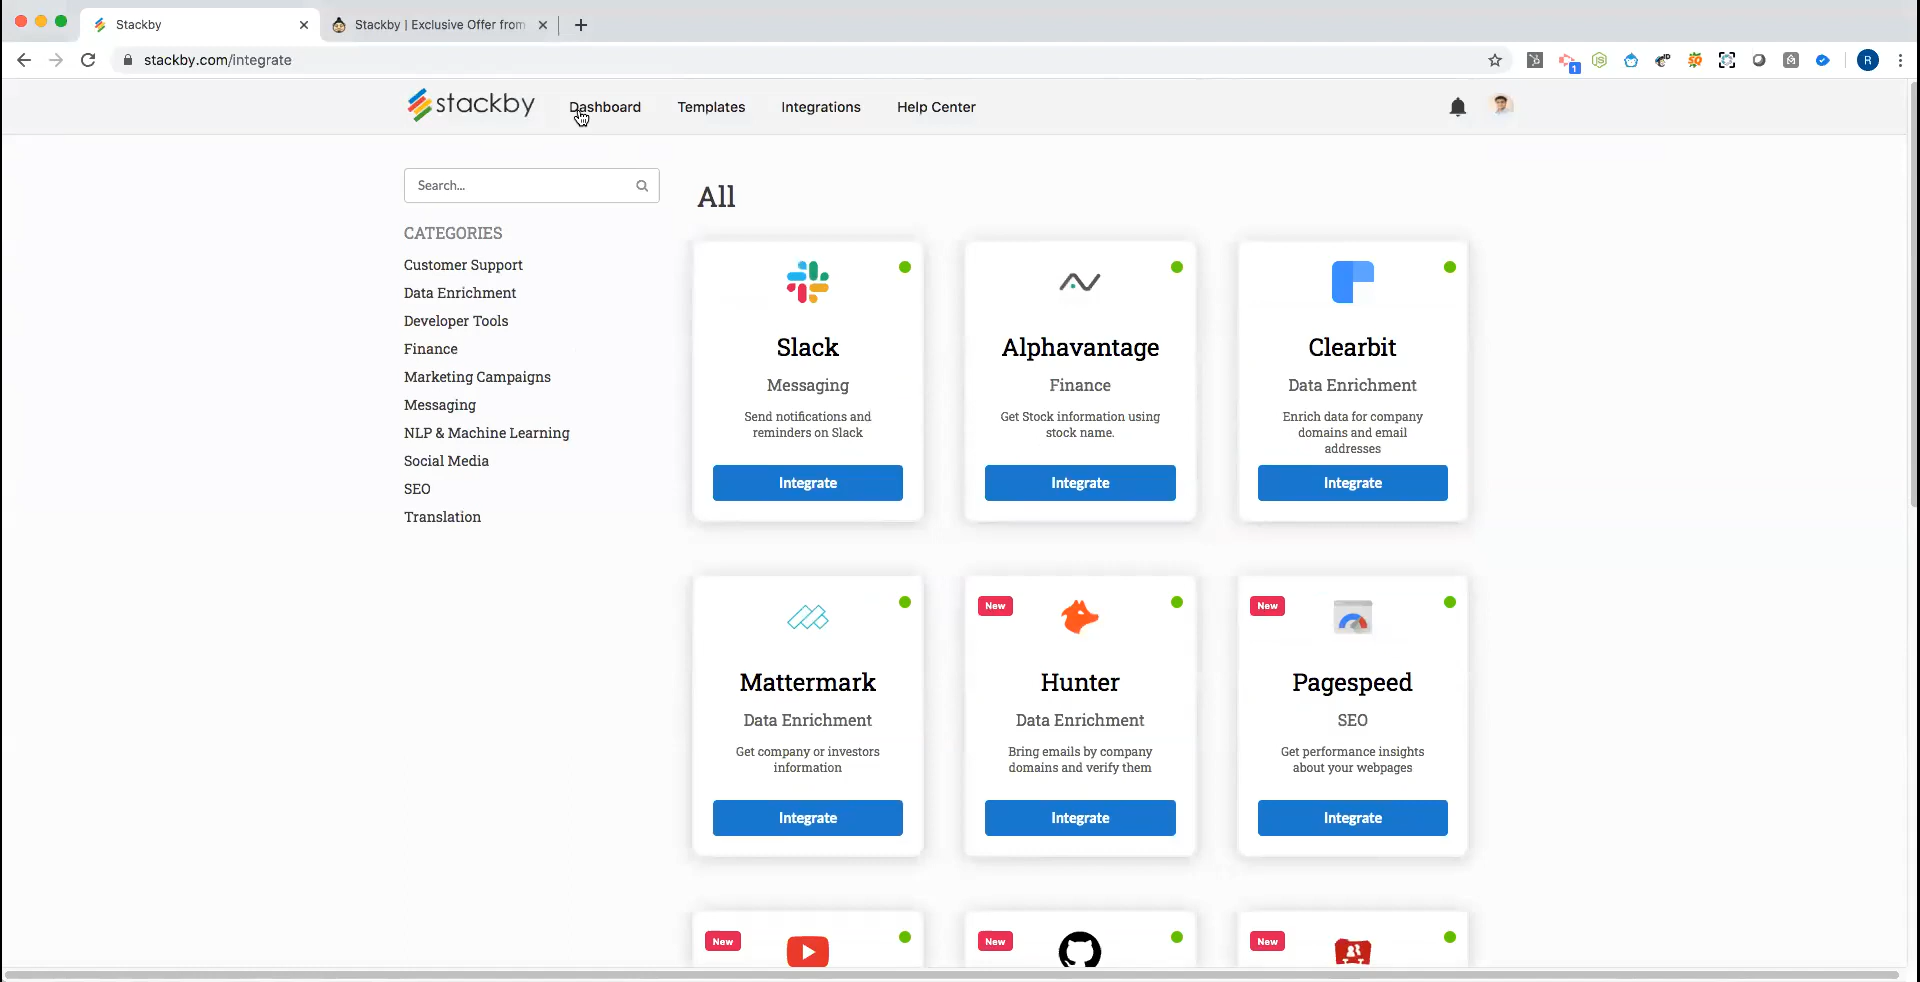 Stackby
Stackby | Exclusive Offer from
stackby.com/integrate
1
R
stackby
Dashboard
Templates
Integrations
Help Center
Search...
CATEGORIES
Customer Support
Data Enrichment
Developer Tools
Finance
Marketing Campaigns
Messaging
NLP & Machine Learning
Social Media
SEO
Translation
All
Slack
Messaging
Send notifications and
reminders on Slack
Integrate
Alphavantage
Finance
Get Stock information using
stock name.
Integrate
Clearbit
Data Enrichment
Enrich data for company
domains and email
addresses
Integrate
Mattermark
Data Enrichment
Get company or investors
information
Integrate
New
Hunter
Data Enrichment
Bring emails by company
domains and verify them
Integrate
New
Pagespeed
SEO
Get performance insights
about your webpages
Integrate
New
New
New